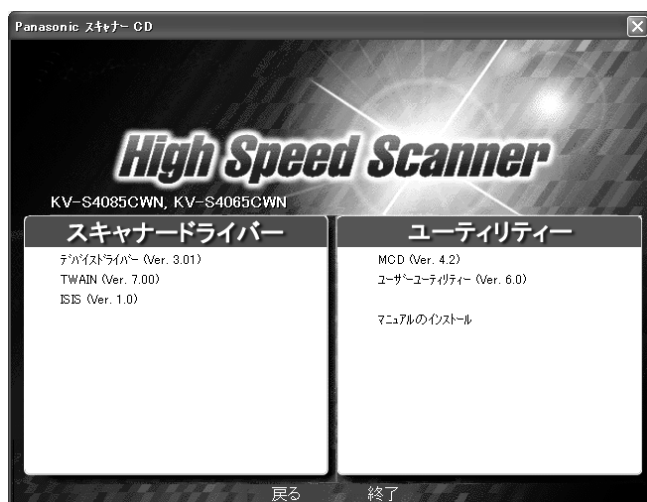 Panasonic スキャナー CD
High Speed Scanner
KV-S4085CWN, KV-S4065CWN
スキャナードライバー
デバイスドライバー (Ver. 3.01)
TWAIN (Ver. 7.00)
ISIS (Ver. 1.0)
ユーティリティー
MCD (Ver. 4.2)
ユーザーユーティリティー (Ver. 6.0)
マニュアルのインストール
戻る
終了